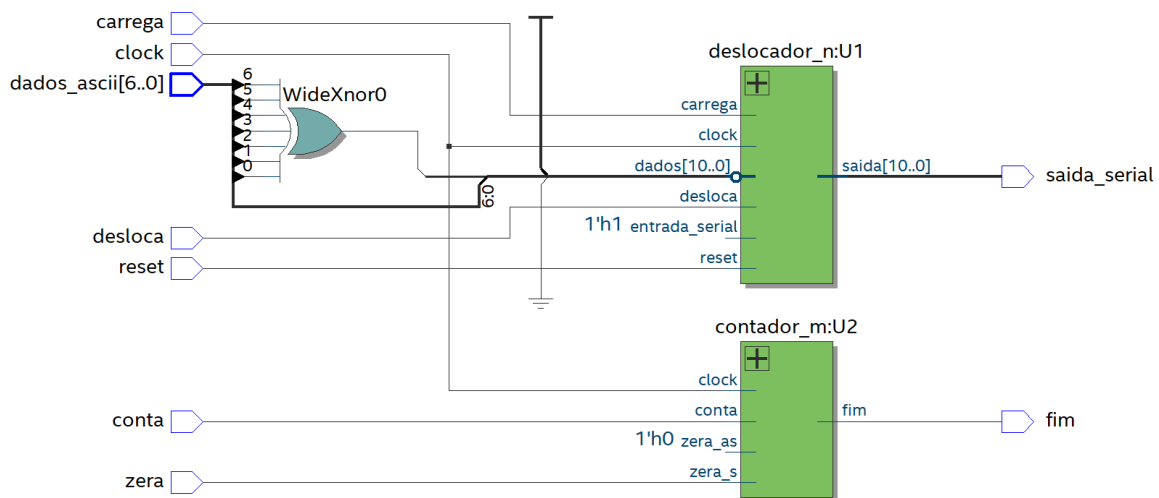 carrega
clock
dados_ascii[6..0]
6
5
4
3
2
1
0
WideXnor0
6:0
desloca
reset
deslocador_n:U1
carrega
clock
dados[10..0]
desloca
1'h1 entrada_serial
reset
saida[10..0]
saida_serial
contador_m:U2
clock
conta
1'h0 zera_as
zera_s
fim
fim
conta
zera